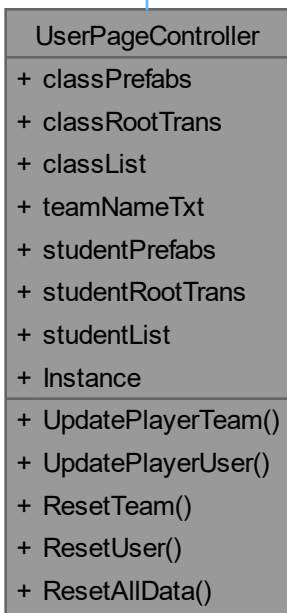 UserPageController
+ classPrefabs
+ classRootTrans
+ classList
+ teamNameTxt
+ studentPrefabs
+ studentRootTrans
+ studentList
+ Instance
+ UpdatePlayerTeam()
+ UpdatePlayerUser()
+ ResetTeam()
+ ResetUser()
+ ResetAllData()